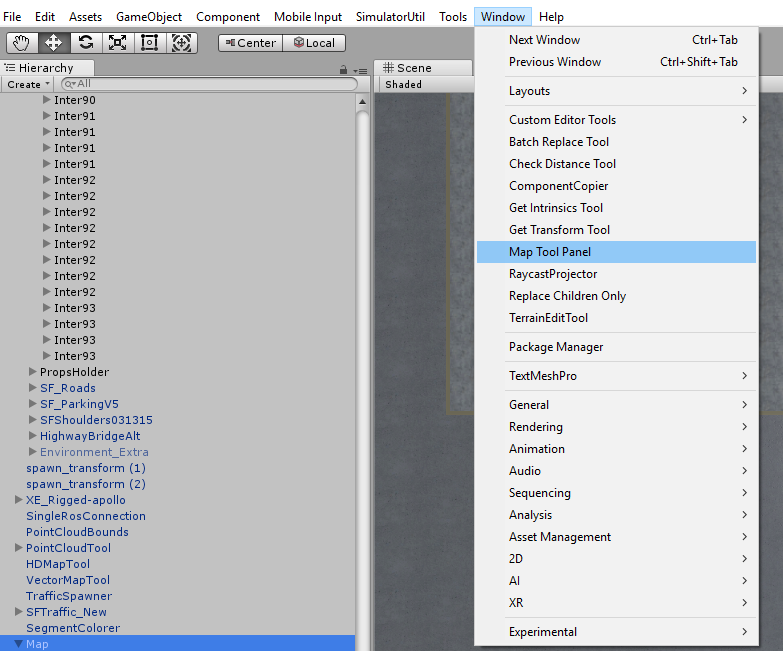 File Edit Assets GameObject Component Mobile Input SimulatorUtil Tools Window Help
Center Local
Hierarchy
Create All
Inter90
Inter91
Inter91
Inter91
Inter91
Inter92
Inter92
Inter92
Inter92
Inter92
Inter92
Inter92
Inter92
Inter93
Inter93
Inter93
Inter93
PropsHolder
SF_Roads
SF_ParkingV5
SFShoulders031315
HighwayBridgeAlt
Environment_Extra
spawn_transform (1)
spawn_transform (2)
XE_Rigged-apollo
SingleRosConnection
PointCloudBounds
PointCloudTool
HDMapTool
VectorMapTool
TrafficSpawner
SFTraffic_New
SegmentColorer
Map
Scene
Shaded
Next Window Ctrl+Tab
Previous Window Ctrl+Shift+Tab
Layouts
Custom Editor Tools
Batch Replace Tool
Check Distance Tool
ComponentCopier
Get Intrinsics Tool
Get Transform Tool
Map Tool Panel
RaycastProjector
Replace Children Only
TerrainEditTool
Package Manager
TextMeshPro
General
Rendering
Animation
Audio
Sequencing
Analysis
Asset Management
2D
AI
XR
Experimental